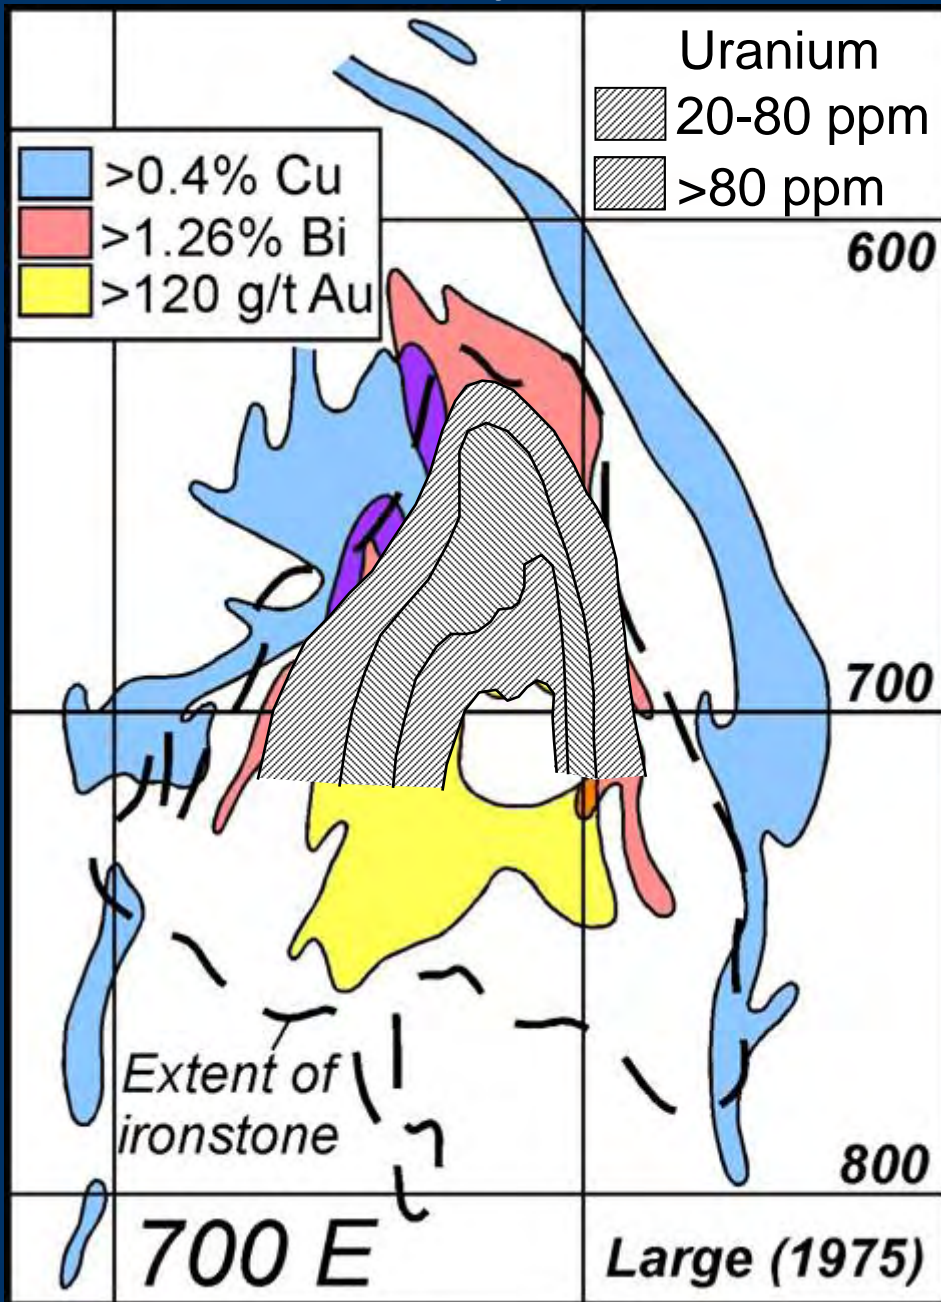 Uranium
20-80 ppm
>80 ppm
>0.4% Cu
>1.26% Bi
>120 g/t Au
600
700
Extent of
ironstone
800
700 E
Large (1975)